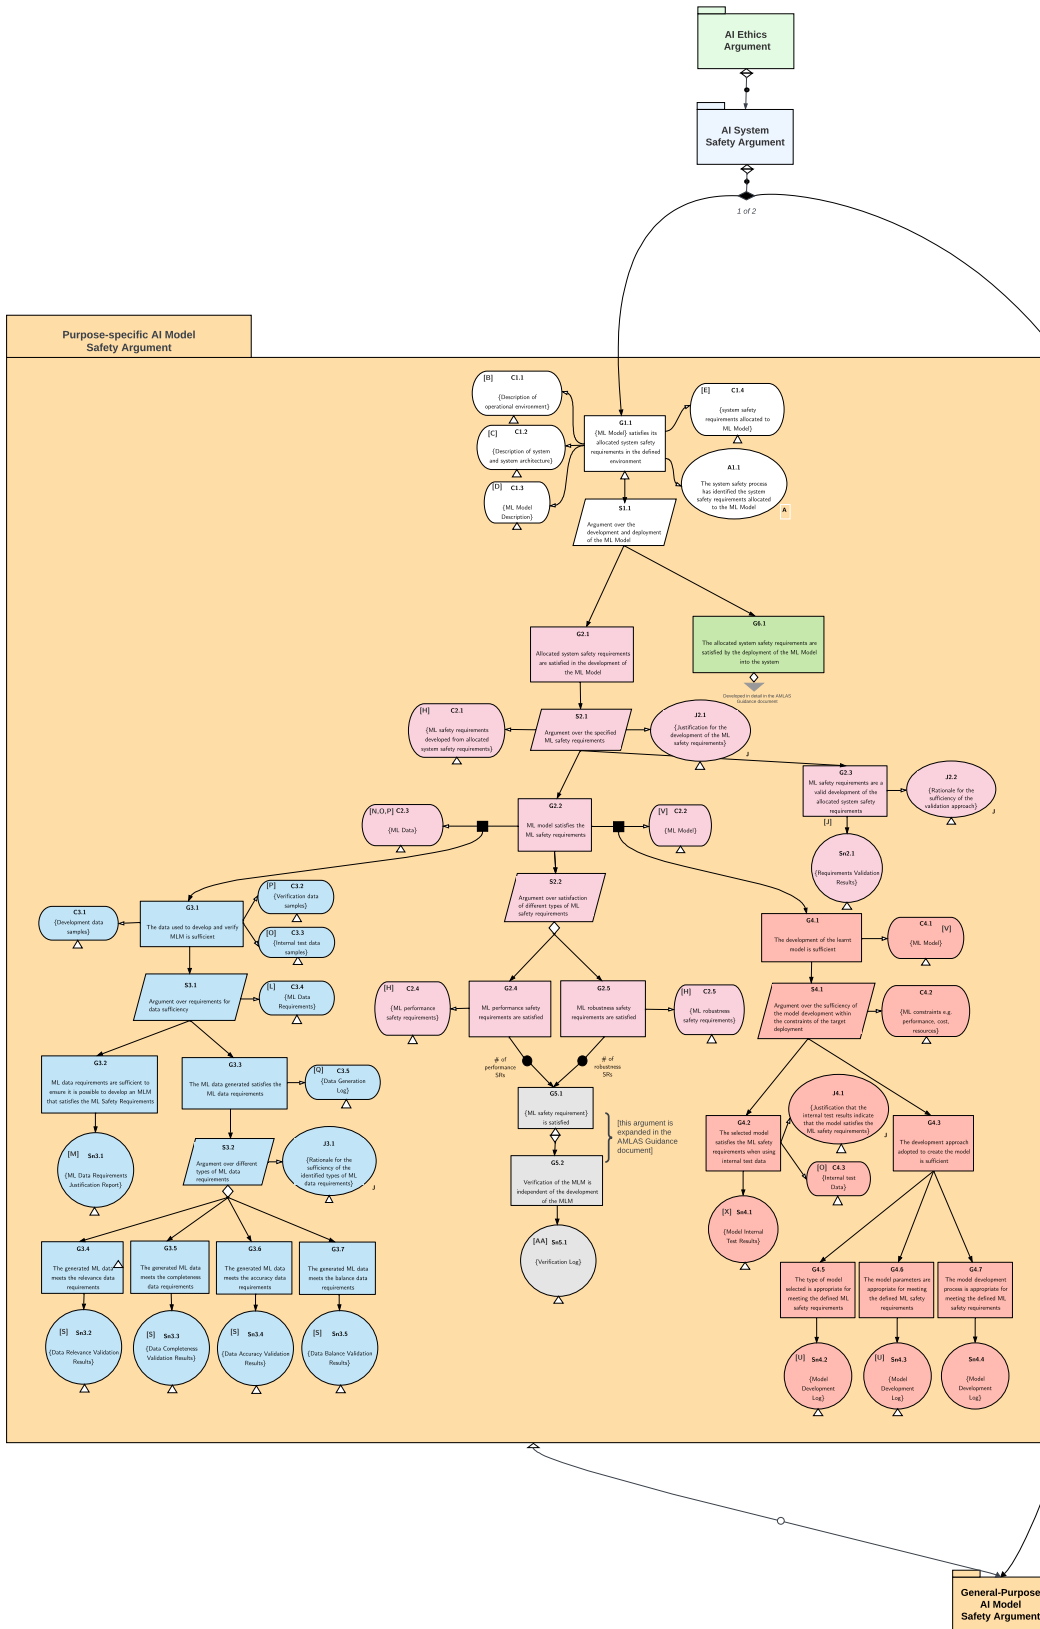 AI Ethics
Argument
AI System
Safety Argument
1 of 2
Purpose-specific AI Model
Safety Argument
[B] C1.1
{Description of
operational environment}
[C] C1.2
{Description of system
and system architecture}
[D] C1.3
{ML Model
Description}
G1.1
{ML Model} satisfies its
allocated system safety
requirements in the defined
environment
[E] C1.4
{system safety
requirements allocated to
ML Model}
A1.1
The system safety process
has identified the system
safety requirements allocated
to the ML Model
A
S1.1
Argument over the
development and deployment
of the ML Model
G2.1
Allocated system safety requirements
are satisfied in the development of
the ML Model
G6.1
The allocated system safety requirements are
satisfied by the deployment of the ML Model
into the system
Developed in detail in the AMLAS
Guidance document
[H] C2.1
{ML safety requirements
developed from allocated
system safety requirements}
S2.1
Argument over the specified
ML safety requirements
J2.1
{Justification for the
development of the ML
safety requirements}
J
G2.3
ML safety requirements are a
valid development of the
allocated system safety
requirements
J2.2
{Rationale for the
sufficiency of the
validation approach}
J
[J]
Sn2.1
{Requirements Validation
Results}
[N,O,P] C2.3
{ML Data}
G2.2
ML model satisfies the
ML safety requirements
[V] C2.2
{ML Model}
S2.2
Argument over satisfaction
of different types of ML
safety requirements
C3.1
{Development data
samples}
G3.1
The data used to develop and verify
MLM is sufficient
[P] C3.2
{Verification data
samples}
[O] C3.3
{Internal test data
samples}
S3.1
Argument over requirements for
data sufficiency
[L] C3.4
{ML Data
Requirements}
[H] C2.4
{ML performance
safety requirements}
G2.4
ML performance safety
requirements are satisfied
G2.5
ML robustness safety
requirements are satisfied
[H] C2.5
{ML robustness
safety requirements}
G4.1
The development of the learnt
model is sufficient
C4.1
[V]
{ML Model}
S4.1
Argument over the sufficiency of
the model development within
the constraints of the target
deployment
C4.2
{ML constraints e.g.
performance, cost,
resources}
G3.2
ML data requirements are sufficient to
ensure it is possible to develop an MLM
that satisfies the ML Safety Requirements
G3.3
The ML data generated satisfies the
ML data requirements
[Q] C3.5
{Data Generation
Log}
# of
performance
SRs
# of
robustness
SRs
G5.1
{ML safety requirement}
is satisfied
[this argument is
expanded in the
AMLAS Guidance
document]
G5.2
Verification of the MLM is
independent of the development
of the MLM
[AA] Sn5.1
{Verification Log}
[M] Sn3.1
{ML Data Requirements
Justification Report}
S3.2
Argument over different
types of ML data
requirements
J3.1
{Rationale for the
sufficiency of the
identified types of ML
data requirements}
J
G3.4
The generated ML data
meets the relevance data
requirements
G3.5
The generated ML data
meets the completeness
data requirements
G3.6
The generated ML data
meets the accuracy data
requirements
G3.7
The generated ML data
meets the balance data
requirements
[S] Sn3.2
{Data Relevance Validation
Results}
[S] Sn3.3
{Data Completeness
Validation Results}
[S] Sn3.4
{Data Accuracy Validation
Results}
[S] Sn3.5
{Data Balance Validation
Results}
G4.2
The selected model
satisfies the ML safety
requirements when using
internal test data
J4.1
{Justification that the
internal test results indicate
that the model satisfies the
ML safety requirements}
J
[O] C4.3
{Internal test
Data}
G4.3
The development approach
adopted to create the model
is sufficient
[X] Sn4.1
{Model Internal
Test Results}
G4.5
The type of model
selected is appropriate for
meeting the defined ML
safety requirements
G4.6
The model parameters are
appropriate for meeting
the defined ML safety
requirements
G4.7
The model development
process is appropriate for
meeting the defined ML
safety requirements
[U] Sn4.2
{Model
Development
Log}
[U] Sn4.3
{Model
Development
Log}
Sn4.4
{Model
Development
Log}
General-Purpose
AI Model
Safety Argument